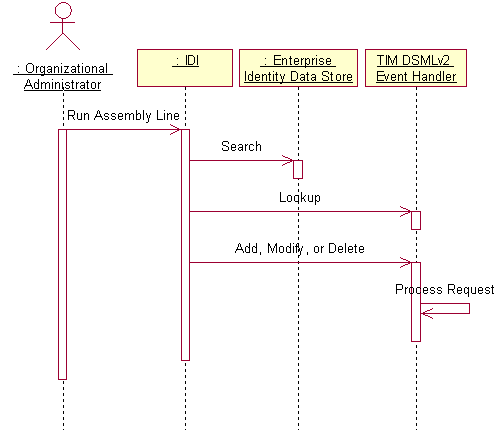 : Organizational
Administrator
: IDI
: Enterprise
Identity Data Store
TIM DSMLv2
Event Handler
Run Assembly Line
Search
Lookup
Add, Modify, or Delete
Process Request